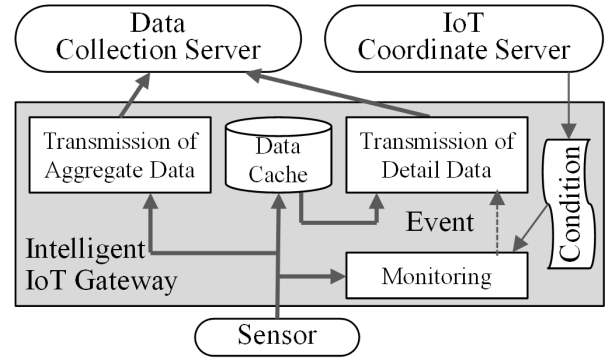 Data
Collection Server
IoT
Coordinate Server
Transmission of
Aggregate Data
Data
Cache
Transmission of
Detail Data
Condition
Event
Intelligent
IoT Gateway
Monitoring
Sensor